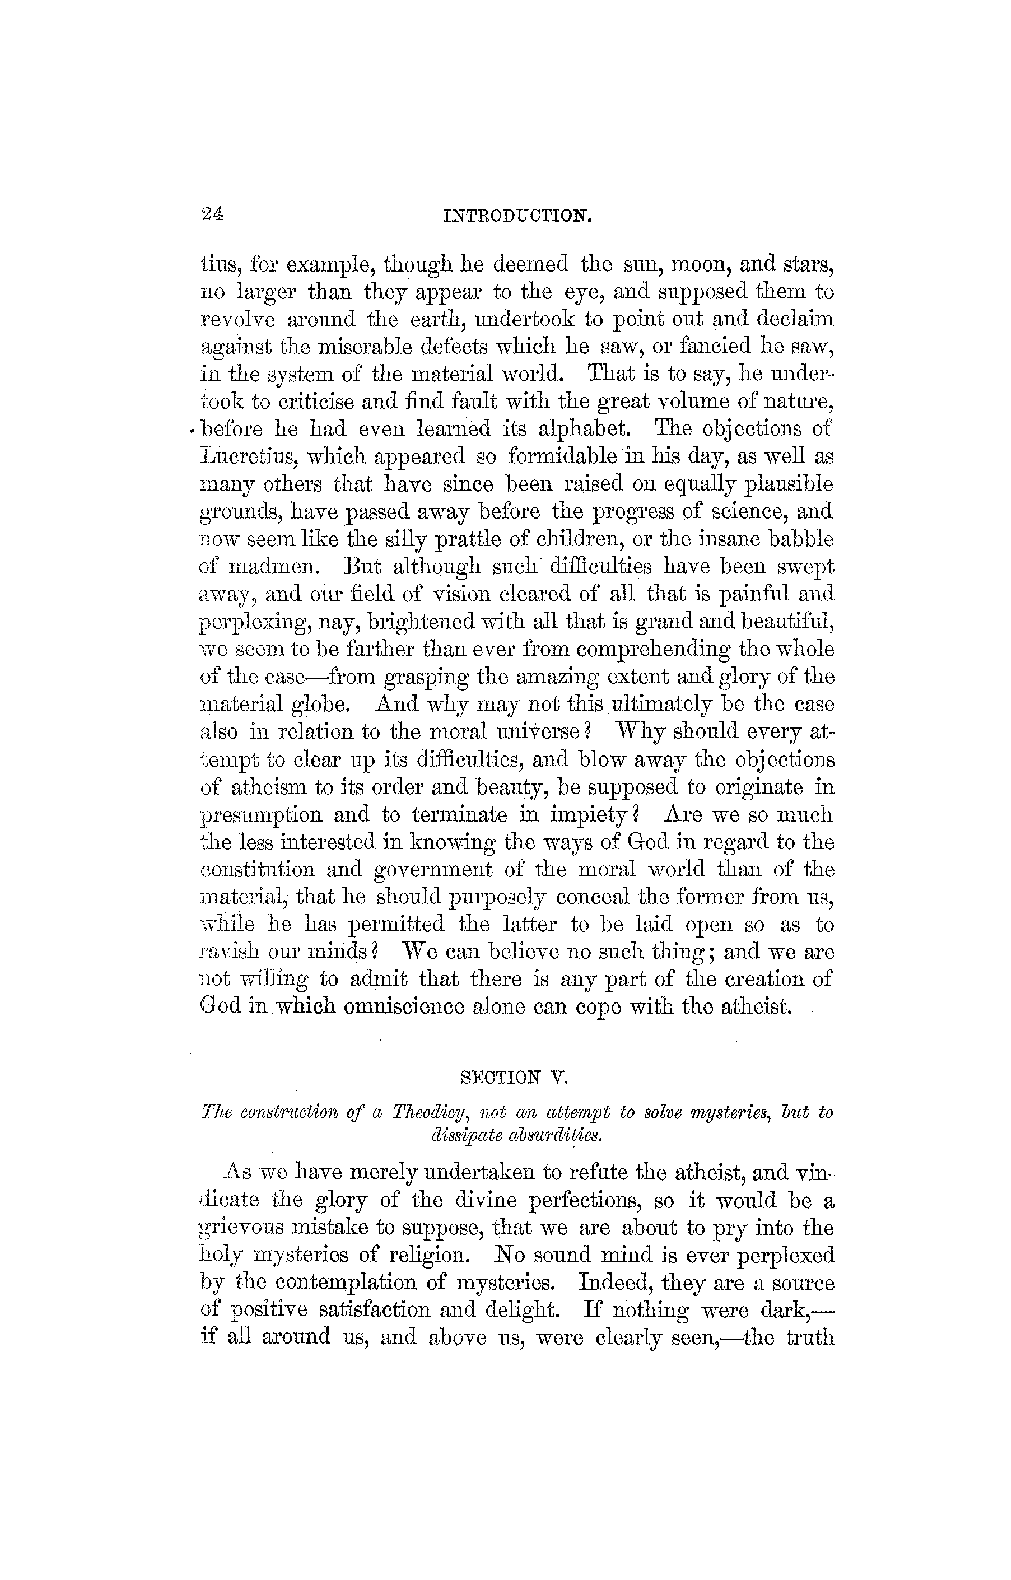 24 INTRODUCTION.
tius, for example, though he deemed the sun, moon, and stars,
no larger than they appear to the eye, and supposed them to
revolve around the earth, undertook to point out and declaim
against the miserable defects which he saw, or fancied he saw,
in the system of the material world. That is to say, he under-
took to criticise and find fault with the great volume of nature,
before he had even learned its alphabet. The objections of
Lucretius, which appeared so formidable in his day, as well as
many others that have since been raised on equally plausible
grounds, have passed away before the progress of science, and
now seem like the silly prattle of children, or the insane babble
of madmen. But although such difficulties have been swept
away, and our field of vision cleared of all that is painful and
perplexing, nay, brightened with all that is grand and beautiful,
we seem to be farther than ever from comprehending the whole
of the case—from grasping the amazing extent and glory of the
material globe. And why may not this ultimately be the case
also in relation to the moral universe? Why should every at-
tempt to clear up its difficulties, and blow away the objections
of atheism to its order and beauty, be supposed to originate in
presumption and to terminate in impiety? Are we so much
the less interested in knowing the ways of God in regard to the
constitution and government of the moral world than of the
material, that he should purposely conceal the former from us,
while he has permitted the latter to be laid open so as to
ravish our minds? We can believe no such thing; and we are
not willing to admit that there is any part of the creation of
God in which omniscience alone can cope with the atheist.
SECTION V.
The construction of a Theodicy, not an attempt to solve mysteries, but to
dissipate absurdities.
As we have merely undertaken to refute the atheist, and vin-
dicate the glory of the divine perfections, so it would be a
grievous mistake to suppose, that we are about to pry into the
holy mysteries of religion. No sound mind is ever perplexed
by the contemplation of mysteries. Indeed, they are a source
of positive satisfaction and delight. If nothing were dark,—
if all around us, and above us, were clearly seen,—the truth